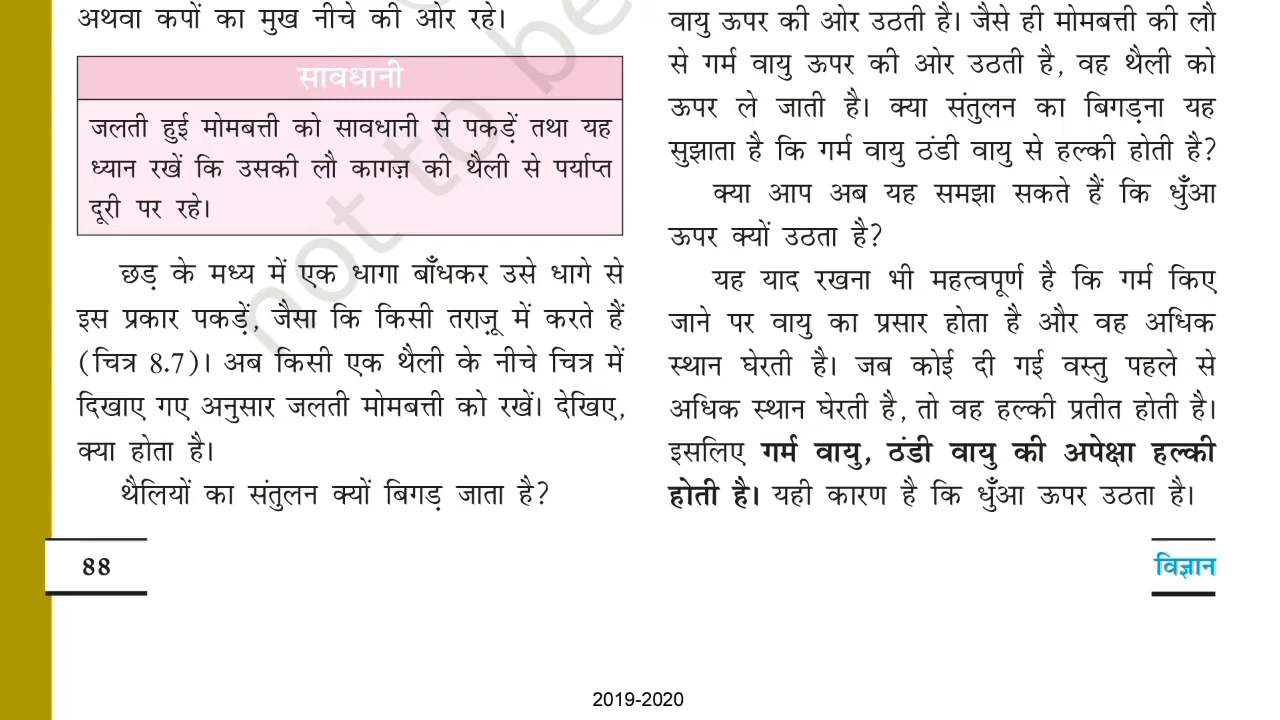 अथवा कपों का मुख नीचे की ओर रहे।
सावधानी
जलती हुई मोमबत्ती को सावधानी से पकड़ें तथा यह
ध्यान रखें कि उसकी लौ कागज़ की थैली से पर्याप्त
दूरी पर रहे।
छड़ के मध्य में एक धागा बाँधकर उसे धागे से
इस प्रकार पकड़ें, जैसा कि किसी तराज़ू में करते हैं
(चित्र 8.7)। अब किसी एक थैली के नीचे चित्र में
दिखाए गए अनुसार जलती मोमबत्ती को रखें। देखिए,
क्या होता है।
थैलियों का संतुलन क्यों बिगड़ जाता है?
वायु ऊपर की ओर उठती है। जैसे ही मोमबत्ती की लौ
से गर्म वायु ऊपर की ओर उठती है, वह थैली को
ऊपर ले जाती है। क्या संतुलन का बिगड़ना यह
सुझाता है कि गर्म वायु ठंडी वायु से हल्की होती है?
क्या आप अब यह समझा सकते हैं कि धुँआ
ऊपर क्यों उठता है?
यह याद रखना भी महत्वपूर्ण है कि गर्म किए
जाने पर वायु का प्रसार होता है और वह अधिक
स्थान घेरती है। जब कोई दी गई वस्तु पहले से
अधिक स्थान घेरती है, तो वह हल्की प्रतीत होती है।
इसलिए गर्म वायु, ठंडी वायु की अपेक्षा हल्की
होती है। यही कारण है कि धुँआ ऊपर उठता है।
88
विज्ञान
2019-2020
not to be